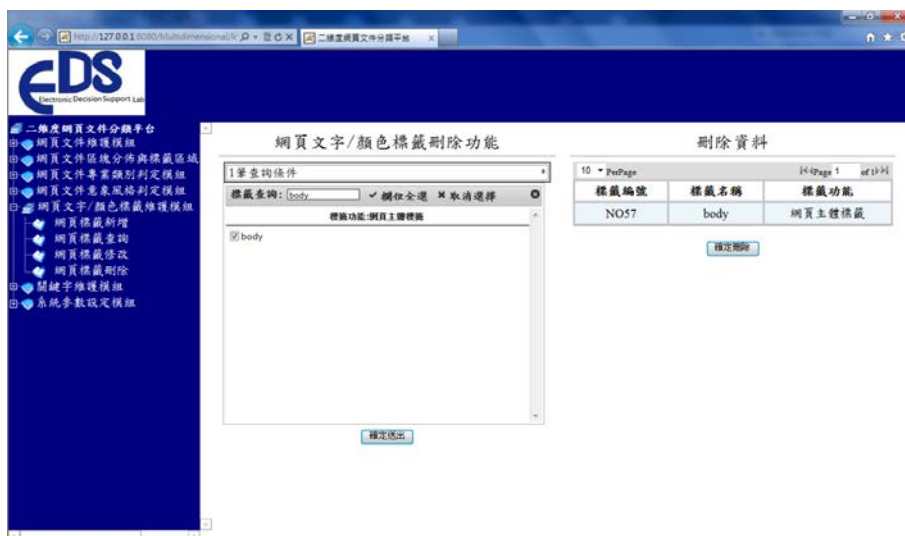 http://127.0.0.1:8080/Multidimensional/
二維度網頁文件分類平台
EDS
Electronic Decision Support Lab
二維度網頁文件分類平台
網頁文件維護模組
網頁文件區塊分佈與標籤區域
網頁文件專業類別判定模組
網頁文件意象風格判定模組
網頁文字/顏色標籤維護模組
網頁標籤新增
網頁標籤查詢
網頁標籤修改
網頁標籤刪除
關鍵字維護模組
系統參數設定模組
網頁文字/顏色標籤刪除功能
1筆查詢條件
標籤查詢: body 欄位全選 取消選擇
標籤功能:網頁主體標籤
body
確定送出
刪除資料
10 PerPage Page 1 of 1
標籤編號 標籤名稱 標籤功能
NO57 body 網頁主體標籤
確定刪除